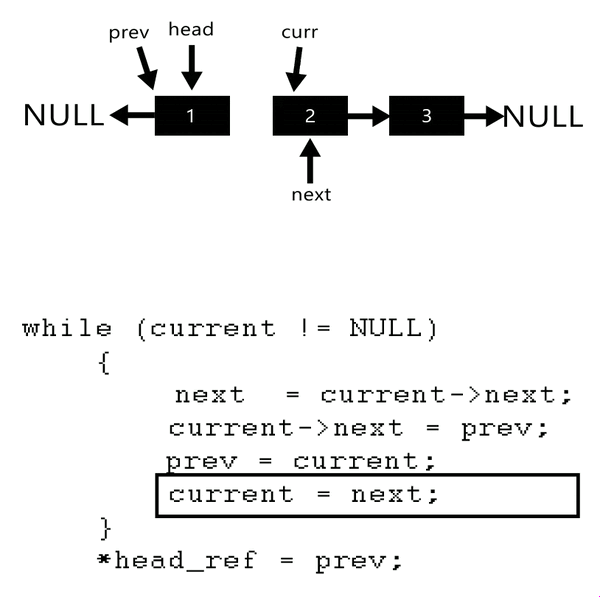 prev head curr
NULL 1 2 3 NULL
next
while (current != NULL)
{
next = current->next;
current->next = prev;
prev = current;
current = next;
}
*head_ref = prev;